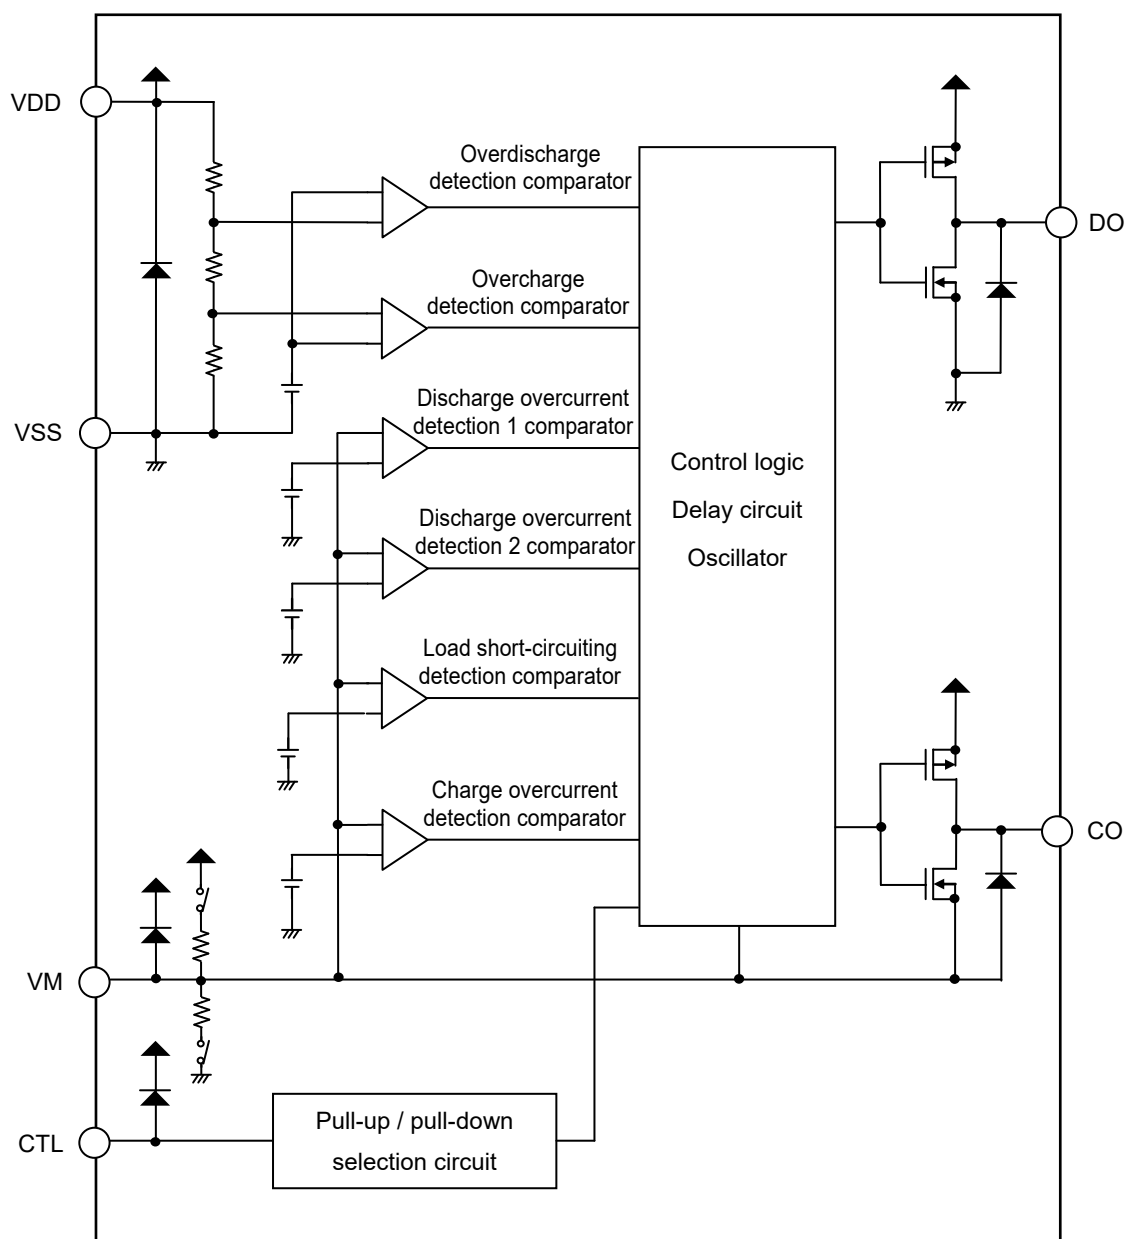 VDD
Overdischarge
detection comparator
DO
Overcharge
detection comparator
Discharge overcurrent
detection 1 comparator
VSS
Control logic
Delay circuit
Oscillator
Discharge overcurrent
detection 2 comparator
Load short-circuiting
detection comparator
Charge overcurrent
detection comparator
CO
VM
CTL
Pull-up / pull-down
selection circuit